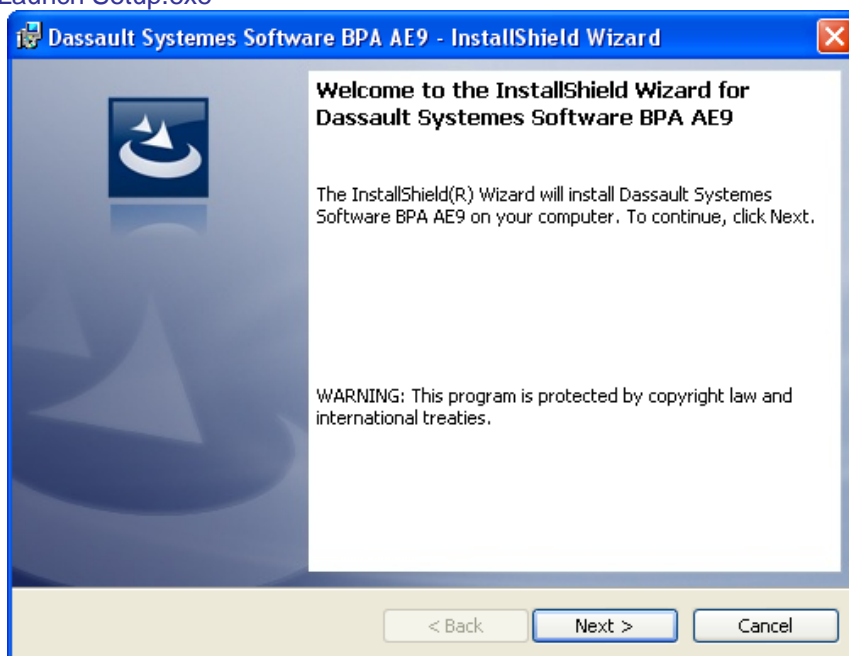 Launch Setup.exe
Dassault Systemes Software BPA AE9 - InstallShield Wizard
Welcome to the InstallShield Wizard for
Dassault Systemes Software BPA AE9
The InstallShield(R) Wizard will install Dassault Systemes
Software BPA AE9 on your computer. To continue, click Next.
WARNING: This program is protected by copyright law and
international treaties.
< Back Next > Cancel